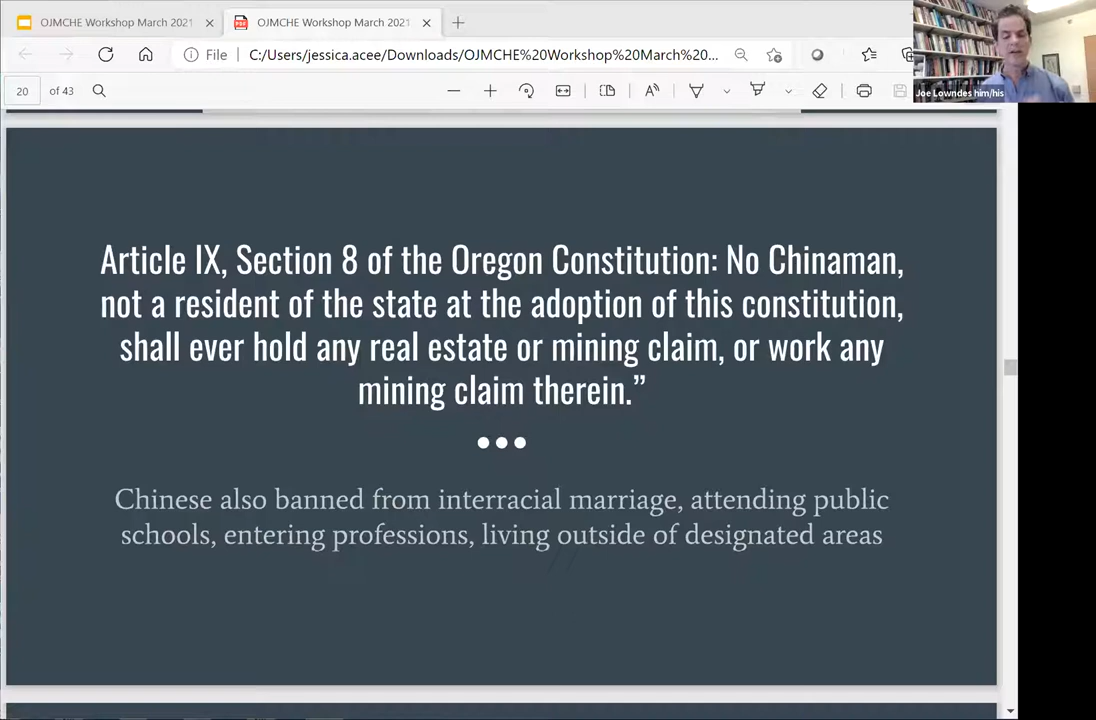 OJMCHE Workshop March 2021
OJMCHE Workshop March 2021
File
C:/Users/jessica.acee/Downloads/OJMCHE%20Workshop%20March%20...
20 of 43
Joe Lowndes him/his
Article IX, Section 8 of the Oregon Constitution: No Chinaman,
not a resident of the state at the adoption of this constitution,
shall ever hold any real estate or mining claim, or work any
mining claim therein.”
Chinese also banned from interracial marriage, attending public
schools, entering professions, living outside of designated areas